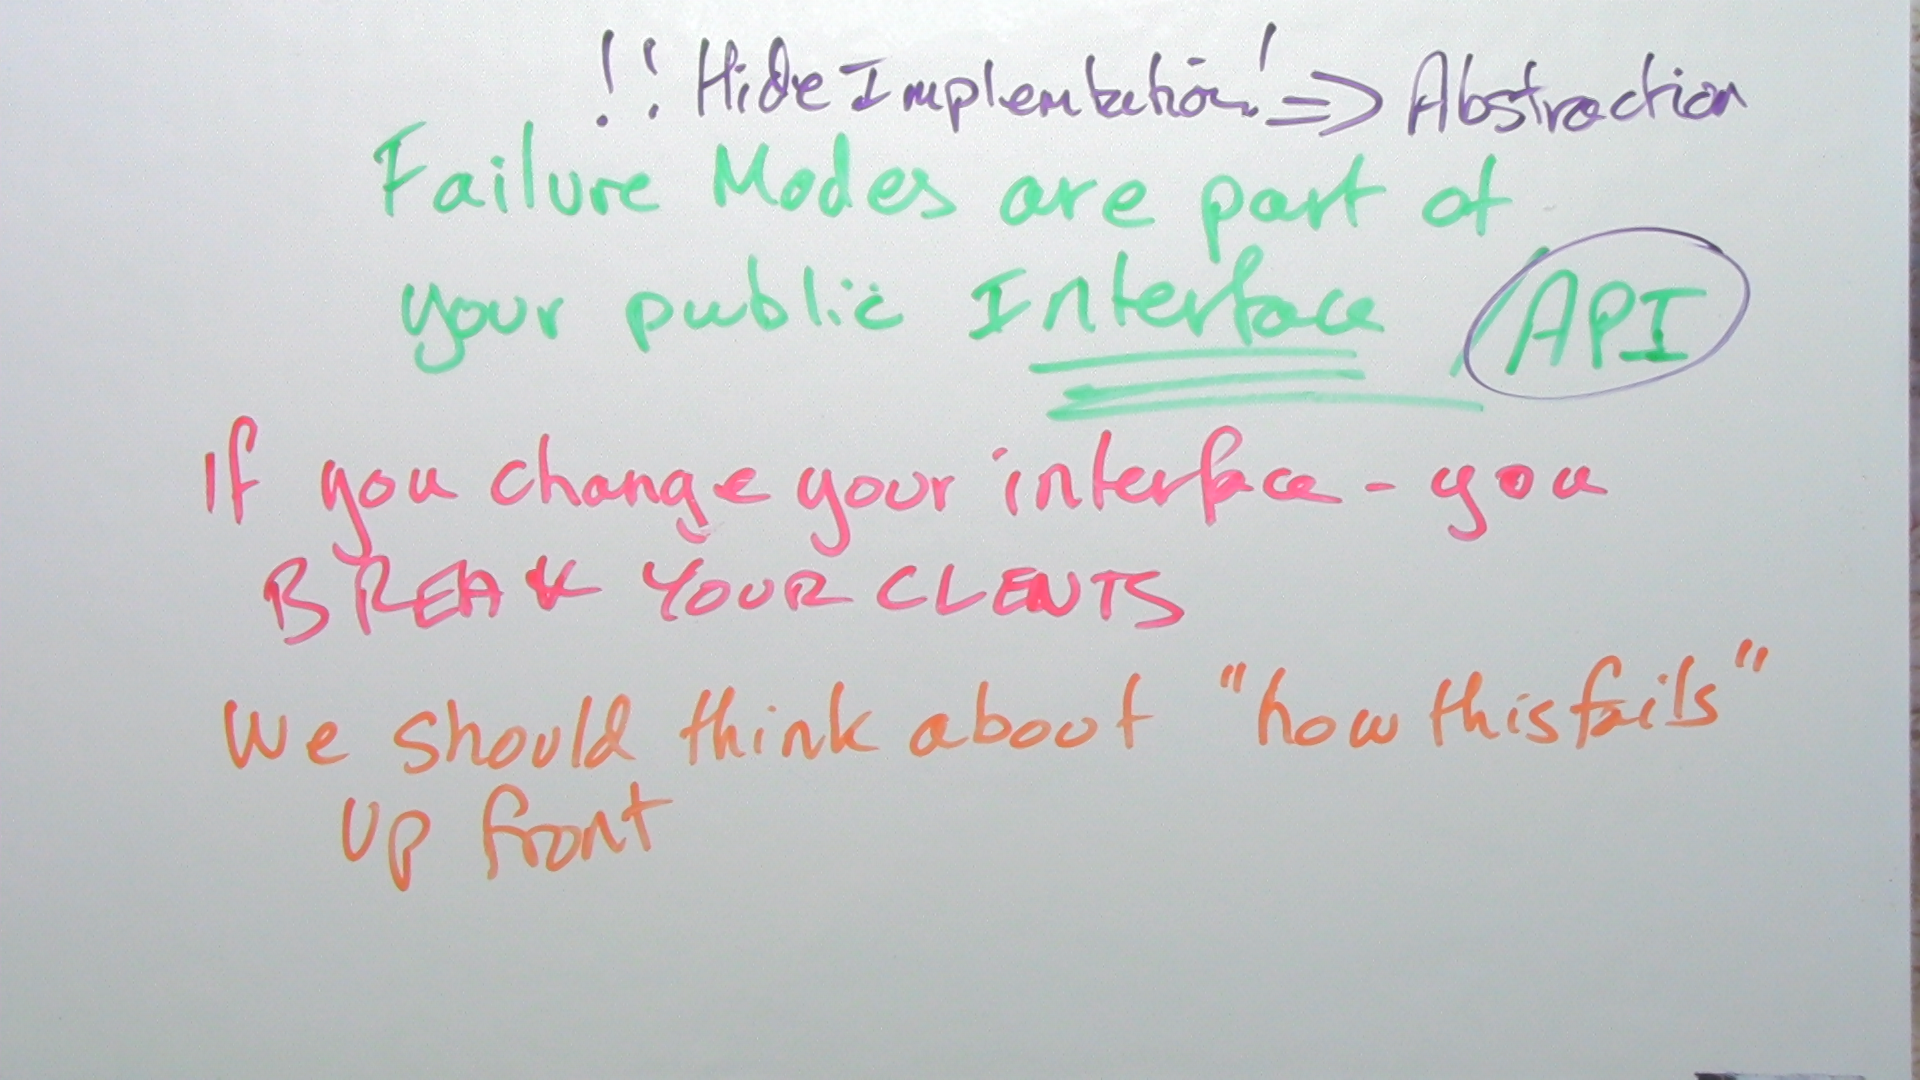 !! Hide Implentation! => Abstraction
Failure Modes are part of
your public Interface / API
If you change your interface - you
BREAK YOUR CLENTS
We should think about "how this fails"
Up front